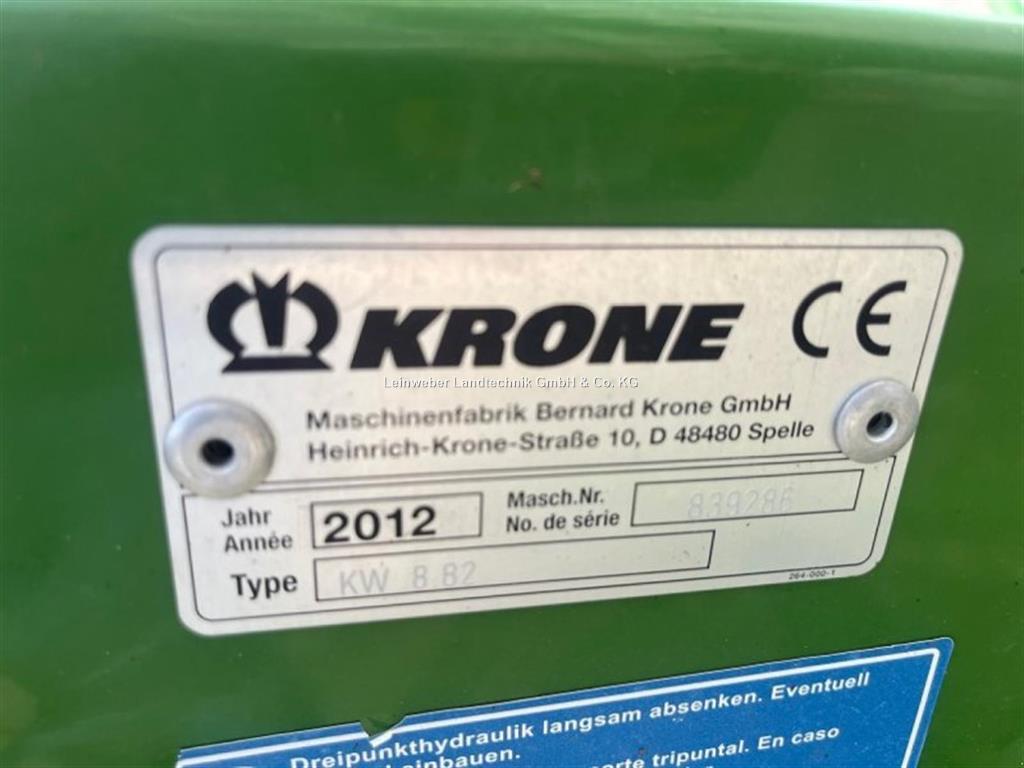 KRONE CE
Leinweber Landtechnik GmbH & Co. KG
Maschinenfabrik Bernard Krone GmbH
Heinrich-Krone-Straße 10, D 48480 Spelle
Jahr
Année
2012
Masch.Nr.
No. de série
839286
Type
KW 8.82
264-000-1
Dreipunkthydraulik langsam absenken. Eventuell
einbauen.
tripuntal. En caso